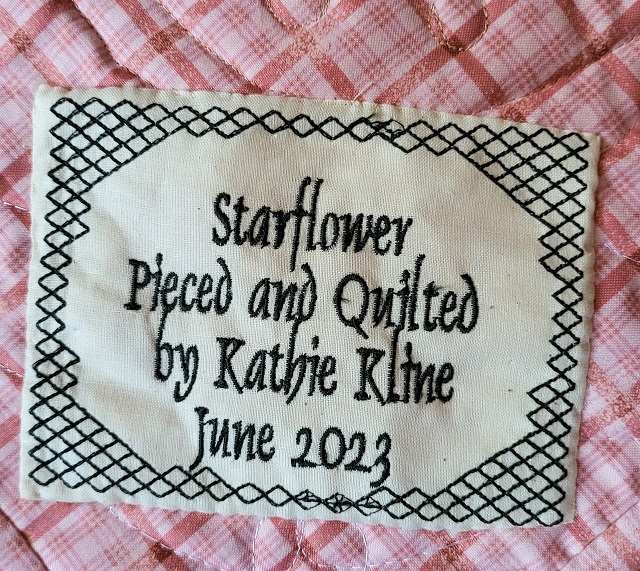 Starflower
Pieced and Quilted
by Kathie Kline
June 2023